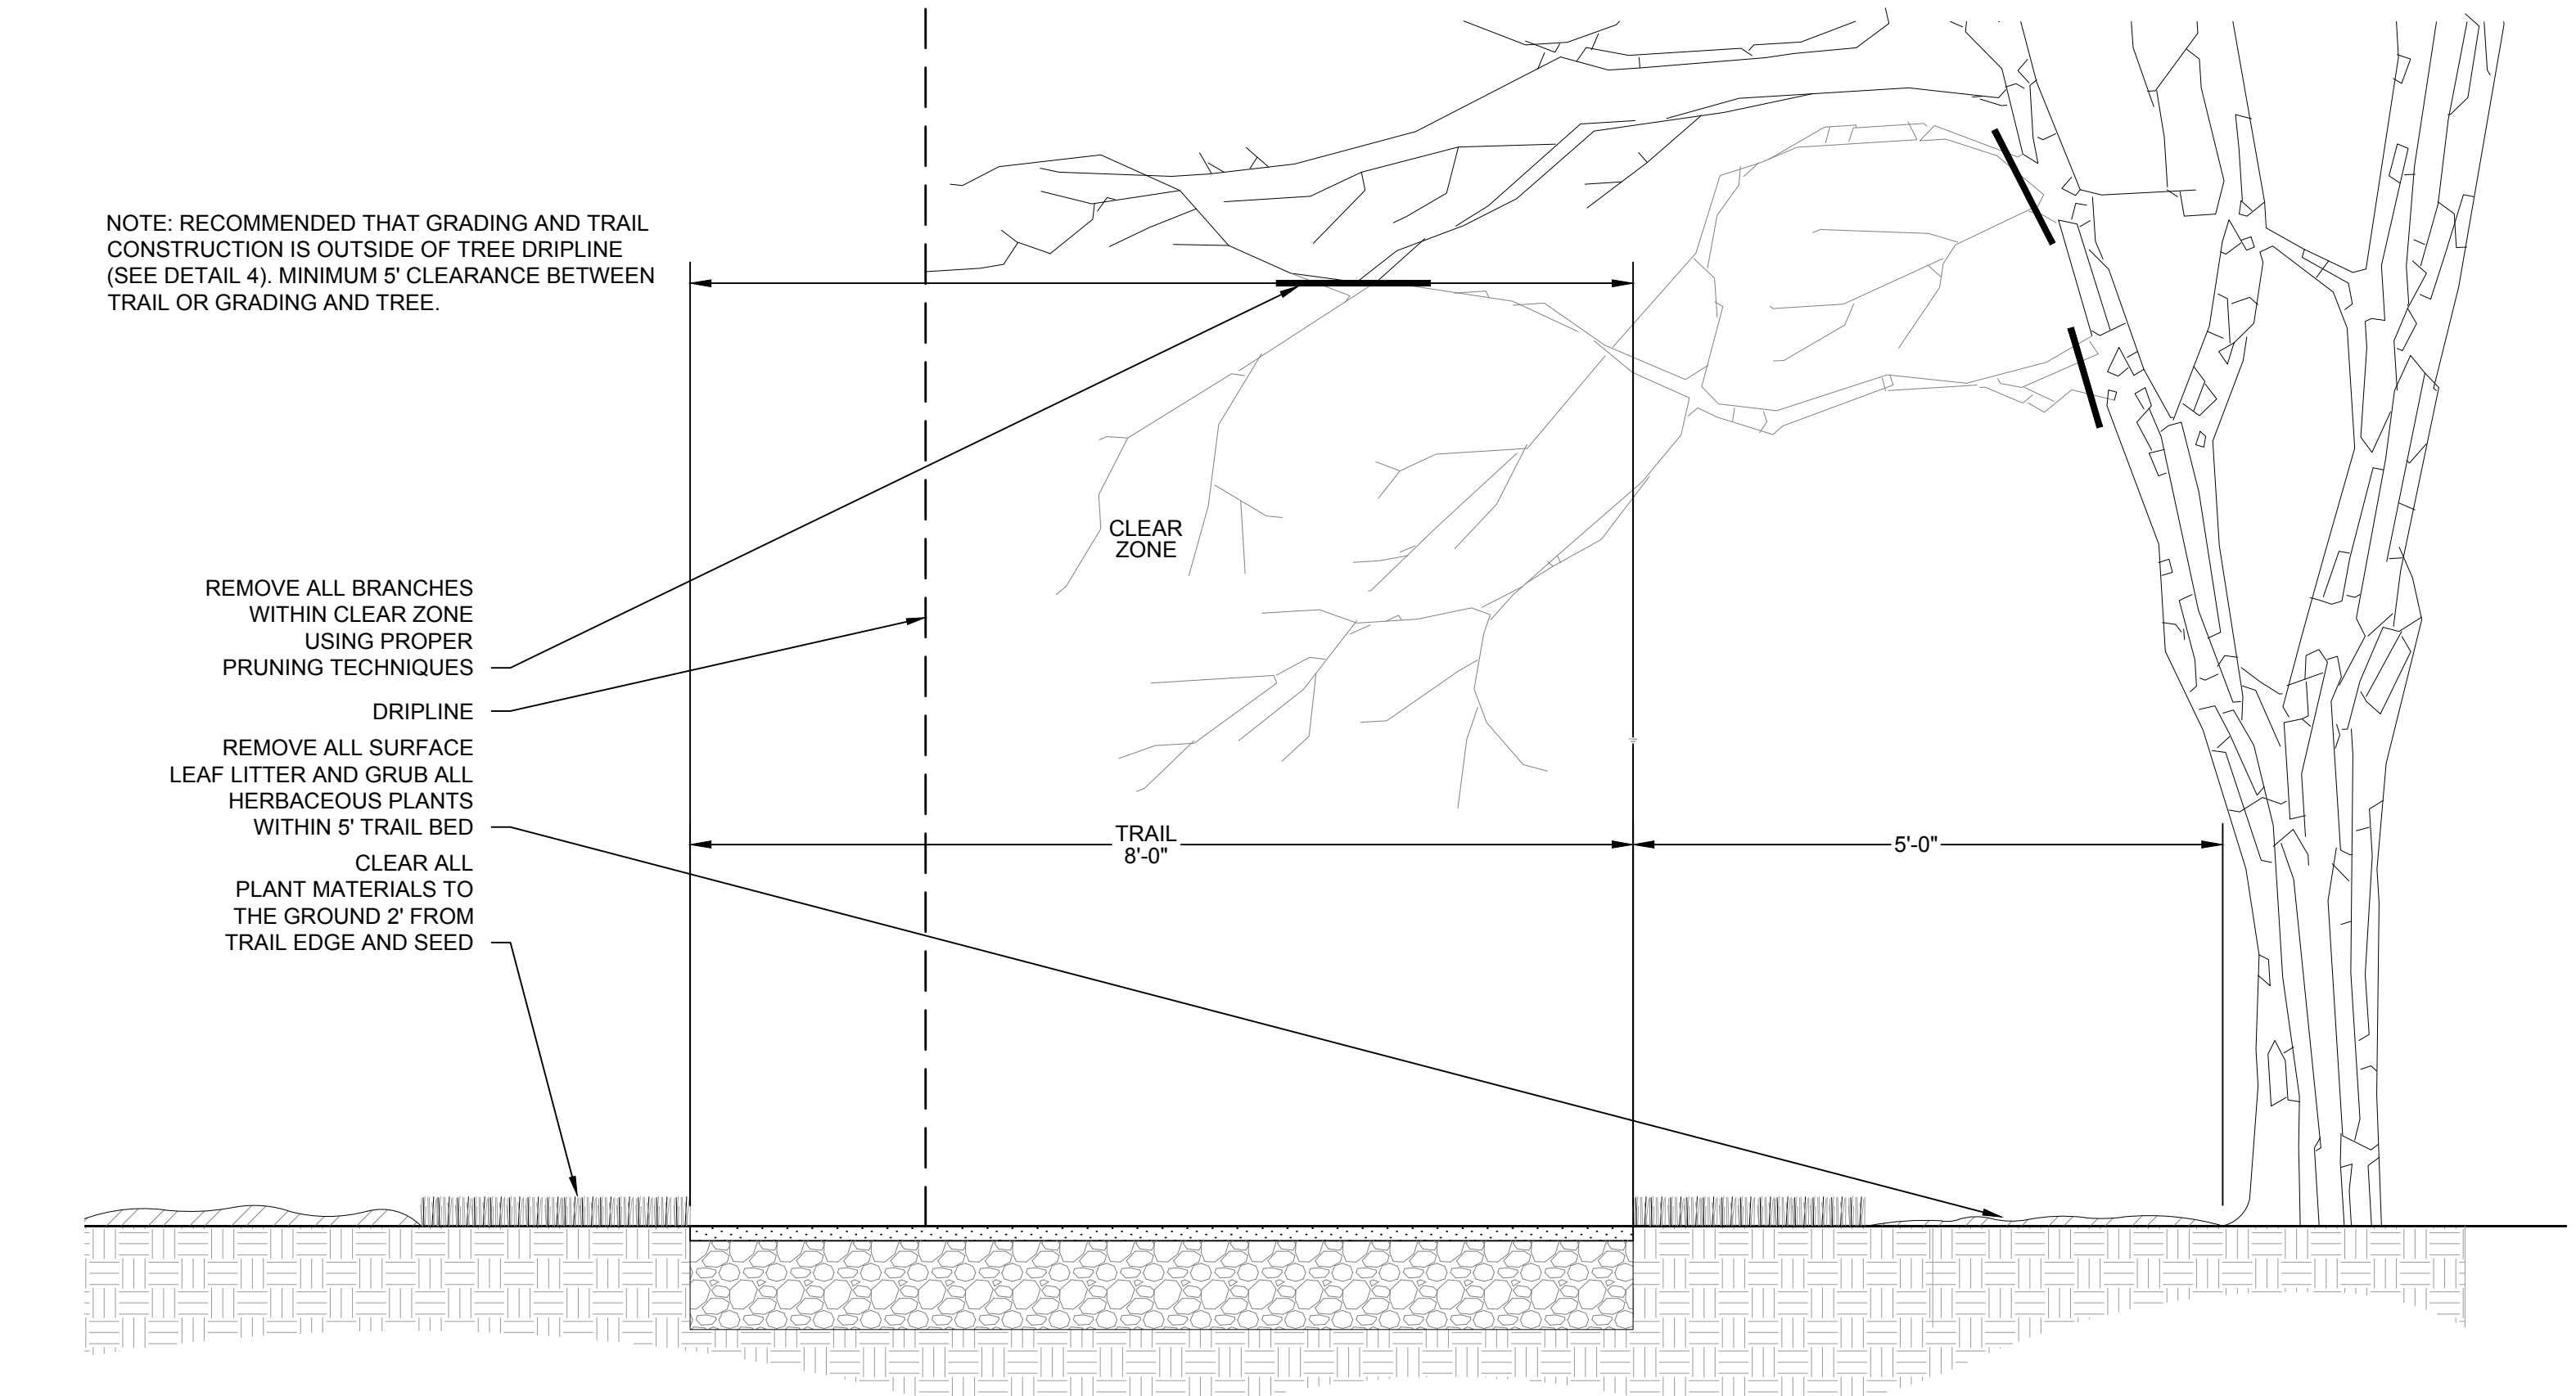 NOTE: RECOMMENDED THAT GRADING AND TRAIL
CONSTRUCTION IS OUTSIDE OF TREE DRIPLINE
(SEE DETAIL 4). MINIMUM 5' CLEARANCE BETWEEN
TRAIL OR GRADING AND TREE.
CLEAR
ZONE
REMOVE ALL BRANCHES
WITHIN CLEAR ZONE
USING PROPER
PRUNING TECHNIQUES
DRIPLINE
REMOVE ALL SURFACE
LEAF LITTER AND GRUB ALL
HERBACEOUS PLANTS
WITHIN 5' TRAIL BED
TRAIL
8'-0"
5'-0"
CLEAR ALL
PLANT MATERIALS TO
THE GROUND 2' FROM
TRAIL EDGE AND SEED